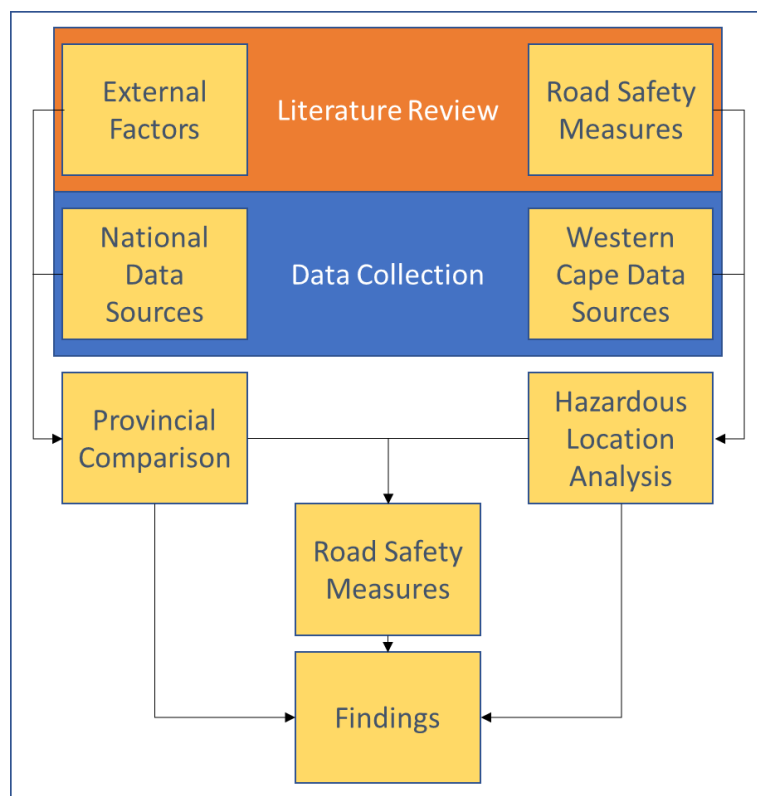 External
Factors
Literature Review
Road Safety
Measures
National
Data
Sources
Data Collection
Western
Cape Data
Sources
Provincial
Comparison
Hazardous
Location
Analysis
Road Safety
Measures
Findings